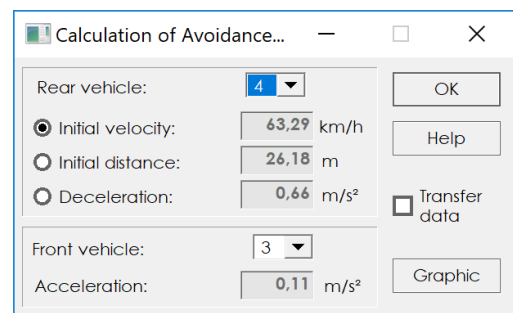 Calculation of Avoidance...
Rear vehicle: 4
Initial velocity: 63,29 km/h
Initial distance: 26,18 m
Deceleration: 0,66 m/s²
Front vehicle: 3
Acceleration: 0,11 m/s²
OK
Help
Transfer
data
Graphic